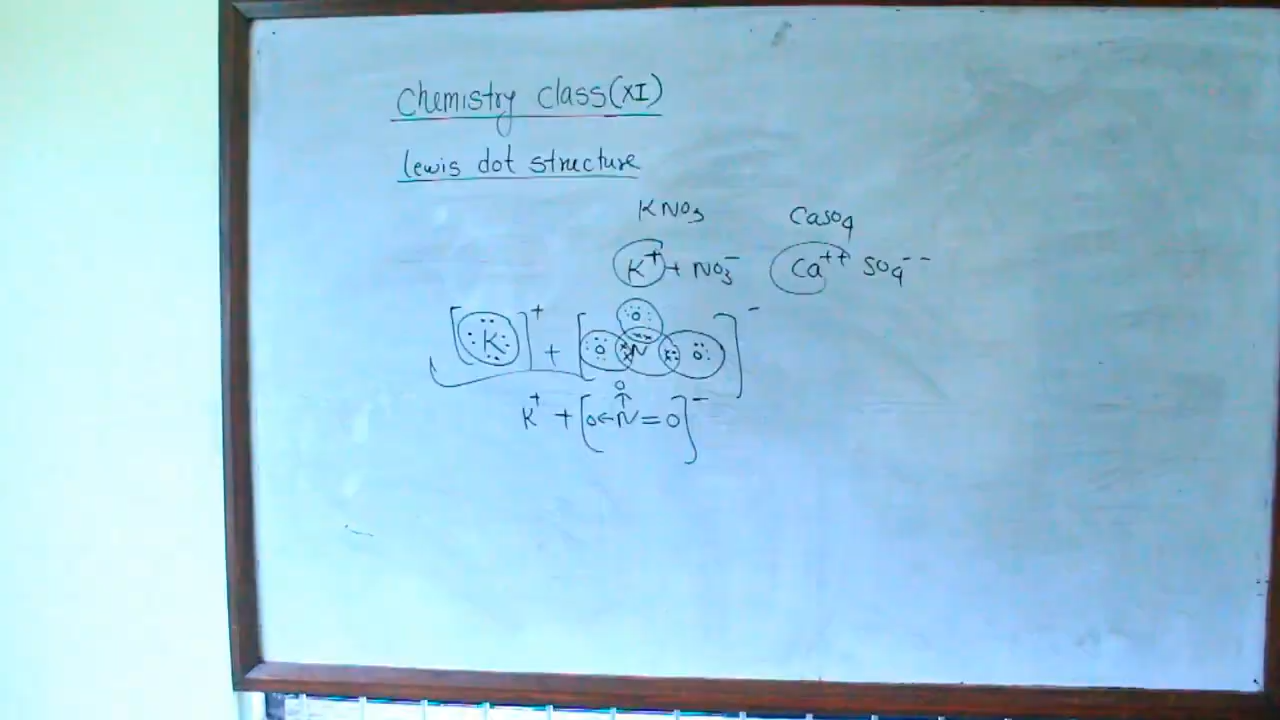 Chemistry class(XI)
Lewis dot structure
KNO₃ CaSO₄
K⁺ + NO₃⁻ Ca⁺⁺ SO₄⁻⁻
[K]⁺ + [O O N O]⁻
O
↑
K⁺ + [O←N=O]⁻